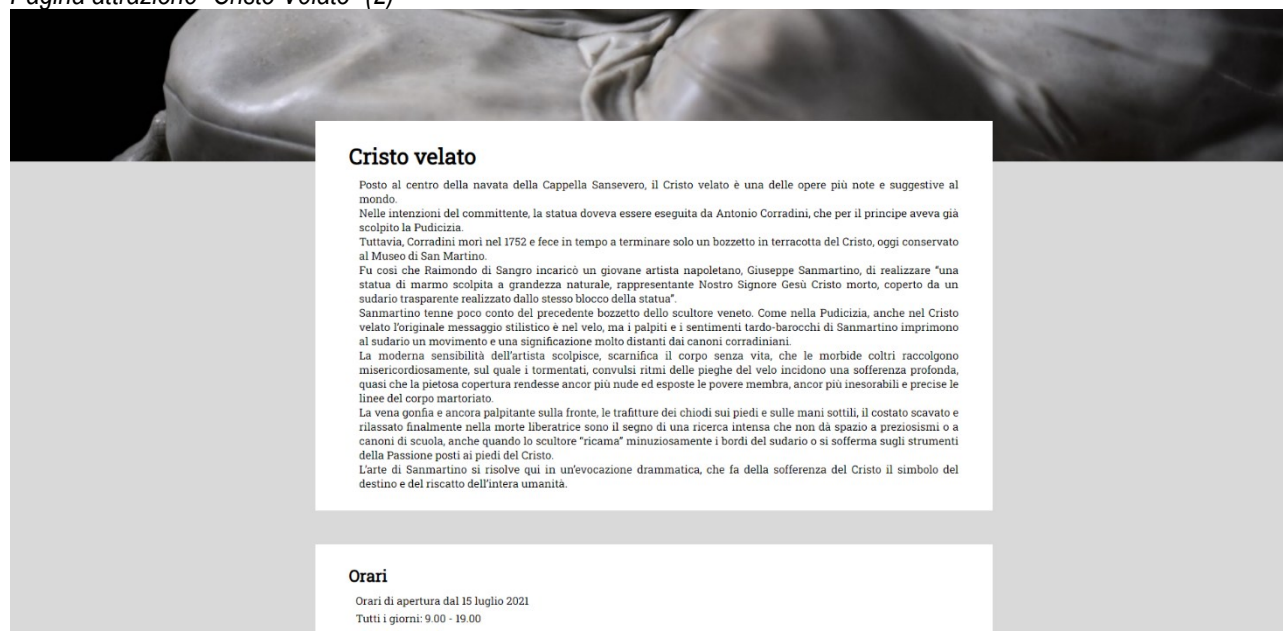 Pagina attrazione "Cristo Velato" (2)
Cristo velato
Posto al centro della navata della Cappella Sansevero, il Cristo velato è una delle opere più note e suggestive al
mondo.
Nelle intenzioni del committente, la statua doveva essere eseguita da Antonio Corradini, che per il principe aveva già
scolpito la Pudicizia.
Tuttavia, Corradini morì nel 1752 e fece in tempo a terminare solo un bozzetto in terracotta del Cristo, oggi conservato
al Museo di San Martino.
Fu così che Raimondo di Sangro incaricò un giovane artista napoletano, Giuseppe Sanmartino, di realizzare “una
statua di marmo scolpita a grandezza naturale, rappresentante Nostro Signore Gesù Cristo morto, coperto da un
sudario trasparente realizzato dallo stesso blocco della statua”.
Sanmartino tenne poco conto del precedente bozzetto dello scultore veneto. Come nella Pudicizia, anche nel Cristo
velato l’originale messaggio stilistico è nel velo, ma i palpiti e i sentimenti tardo-barocchi di Sanmartino imprimono
al sudario un movimento e una significazione molto distanti dai canoni corradiniani.
La moderna sensibilità dell’artista scolpisce, scarnifica il corpo senza vita, che le morbide coltri raccolgono
misericordiosamente, sul quale i tormentati, convulsi ritmi delle pieghe del velo incidono una sofferenza profonda,
quasi che la pietosa copertura rendesse ancor più nude ed esposte le povere membra, ancor più inesorabili e precise le
linee del corpo martoriato.
La vena gonfia e ancora palpitante sulla fronte, le trafitture dei chiodi sui piedi e sulle mani sottili, il costato scavato e
rilassato finalmente nella morte liberatrice sono il segno di una ricerca intensa che non dà spazio a preziosismi o a
canoni di scuola, anche quando lo scultore “ricama” minuziosamente i bordi del sudario o si sofferma sugli strumenti
della Passione posti ai piedi del Cristo.
L’arte di Sanmartino si risolve qui in un’evocazione drammatica, che fa della sofferenza del Cristo il simbolo del
destino e del riscatto dell’intera umanità.
Orari
Orari di apertura dal 15 luglio 2021
Tutti i giorni: 9.00 - 19.00